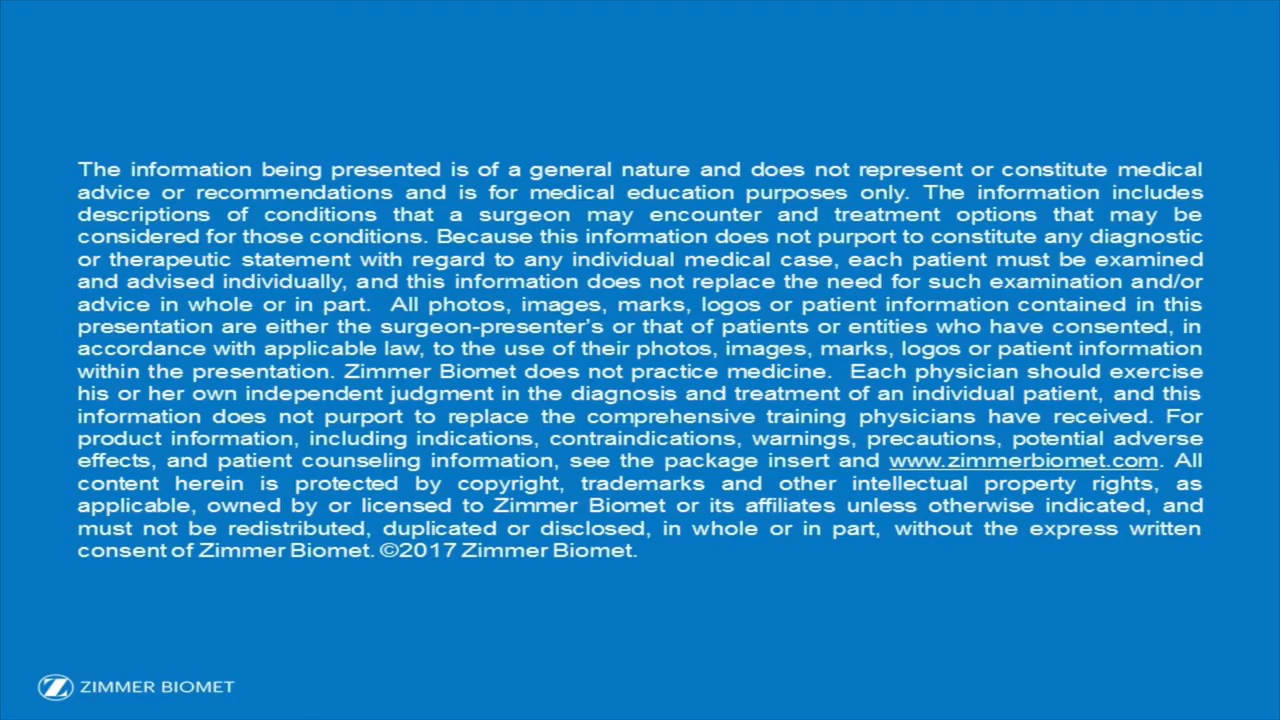 The information being presented is of a general nature and does not represent or constitute medical
advice or recommendations and is for medical education purposes only. The information includes
descriptions of conditions that a surgeon may encounter and treatment options that may be
considered for those conditions. Because this information does not purport to constitute any diagnostic
or therapeutic statement with regard to any individual medical case, each patient must be examined
and advised individually, and this information does not replace the need for such examination and/or
advice in whole or in part.  All photos, images, marks, logos or patient information contained in this
presentation are either the surgeon-presenter’s or that of patients or entities who have consented, in
accordance with applicable law, to the use of their photos, images, marks, logos or patient information
within the presentation. Zimmer Biomet does not practice medicine.  Each physician should exercise
his or her own independent judgment in the diagnosis and treatment of an individual patient, and this
information does not purport to replace the comprehensive training physicians have received. For
product information, including indications, contraindications, warnings, precautions, potential adverse
effects, and patient counseling information, see the package insert and www.zimmerbiomet.com. All
content herein is protected by copyright, trademarks and other intellectual property rights, as
applicable, owned by or licensed to Zimmer Biomet or its affiliates unless otherwise indicated, and
must not be redistributed, duplicated or disclosed, in whole or in part, without the express written
consent of Zimmer Biomet. ©2017 Zimmer Biomet.
ZIMMER BIOMET